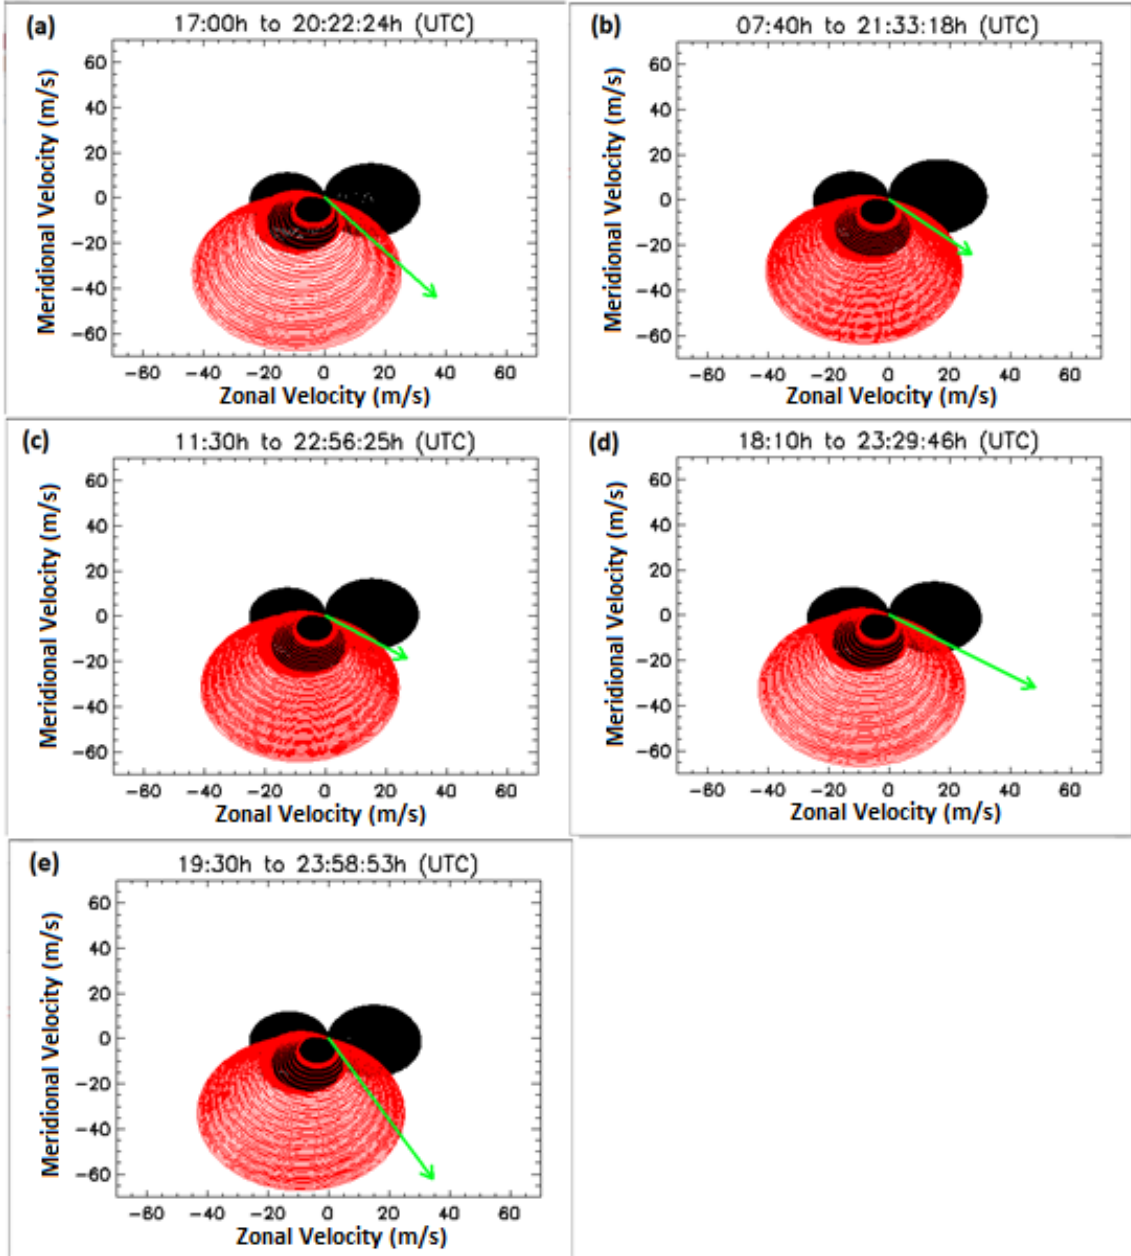 (a) 17:00h to 20:22:24h (UTC)
Meridional Velocity (m/s)
60
40
20
0
−20
−40
−60
−60 −40 −20 0 20 40 60
Zonal Velocity (m/s)
(b) 07:40h to 21:33:18h (UTC)
Meridional Velocity (m/s)
60
40
20
0
−20
−40
−60
−60 −40 −20 0 20 40 60
Zonal Velocity (m/s)
(c) 11:30h to 22:56:25h (UTC)
Meridional Velocity (m/s)
60
40
20
0
−20
−40
−60
−60 −40 −20 0 20 40 60
Zonal Velocity (m/s)
(d) 18:10h to 23:29:46h (UTC)
Meridional Velocity (m/s)
60
40
20
0
−20
−40
−60
−60 −40 −20 0 20 40 60
Zonal Velocity (m/s)
(e) 19:30h to 23:58:53h (UTC)
Meridional Velocity (m/s)
60
40
20
0
−20
−40
−60
−60 −40 −20 0 20 40 60
Zonal Velocity (m/s)